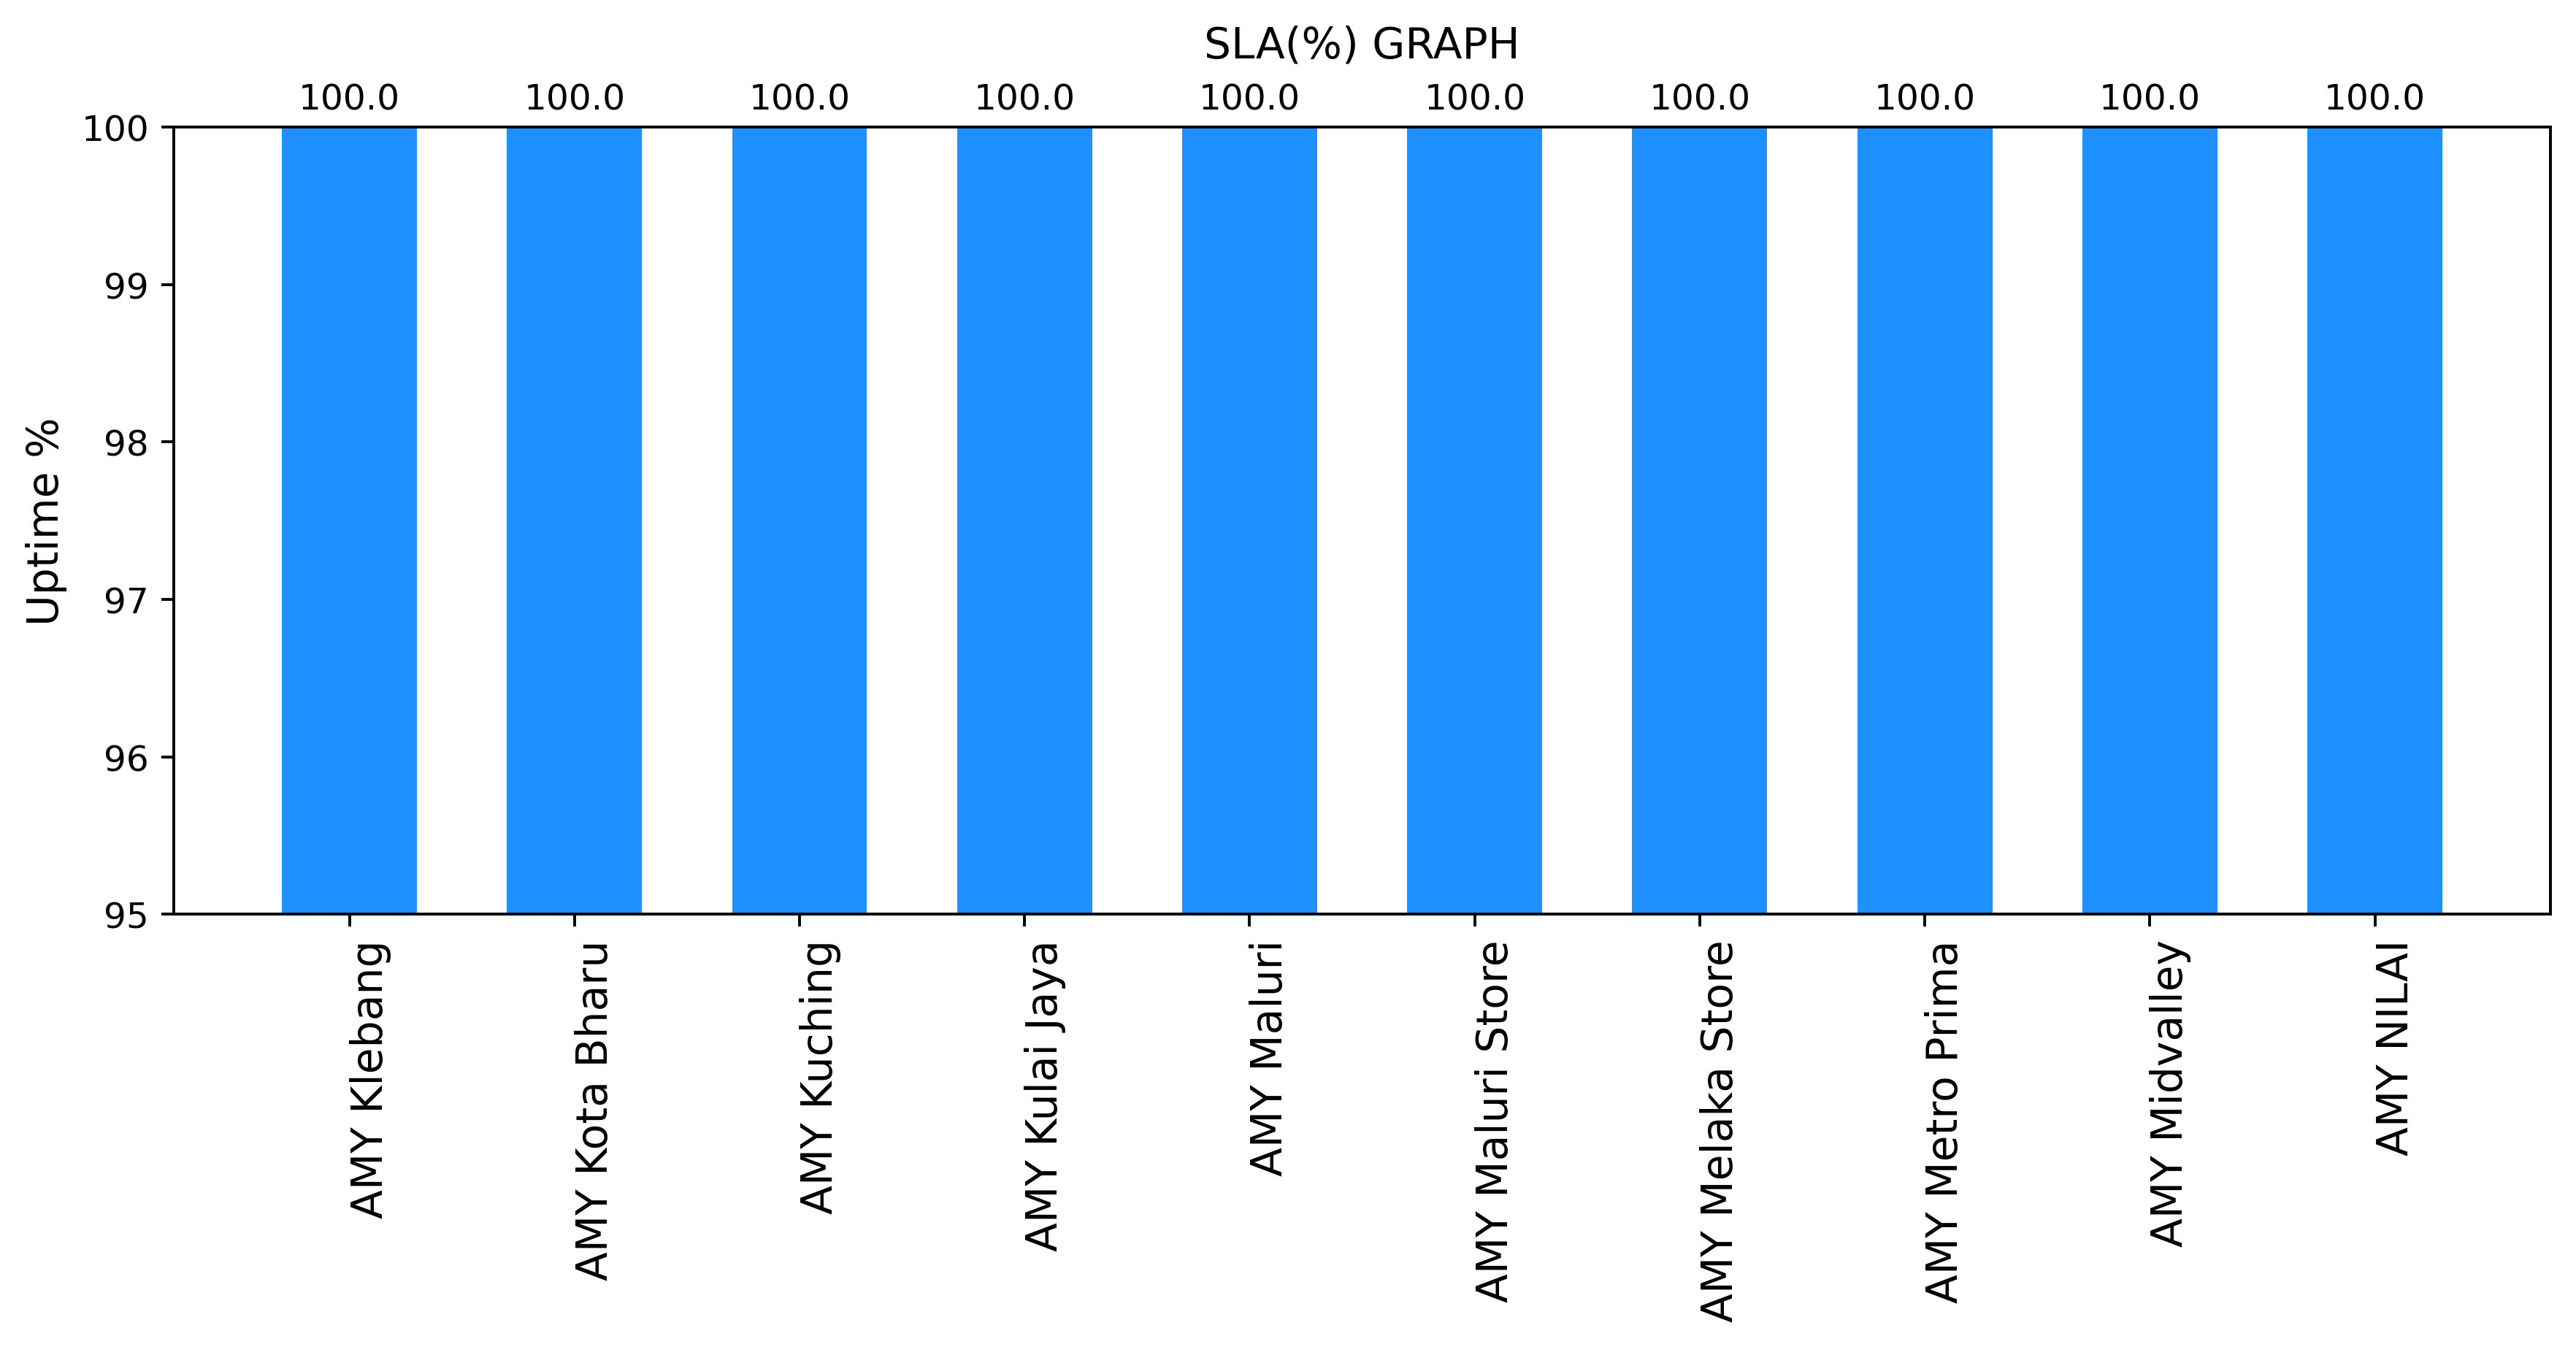 SLA(%) GRAPH
100.0 100.0 100.0 100.0 100.0 100.0 100.0 100.0 100.0 100.0
100
99
98
97
96
95
Uptime %
AMY Klebang
AMY Kota Bharu
AMY Kuching
AMY Kulai Jaya
AMY Maluri
AMY Maluri Store
AMY Melaka Store
AMY Metro Prima
AMY Midvalley
AMY NILAI